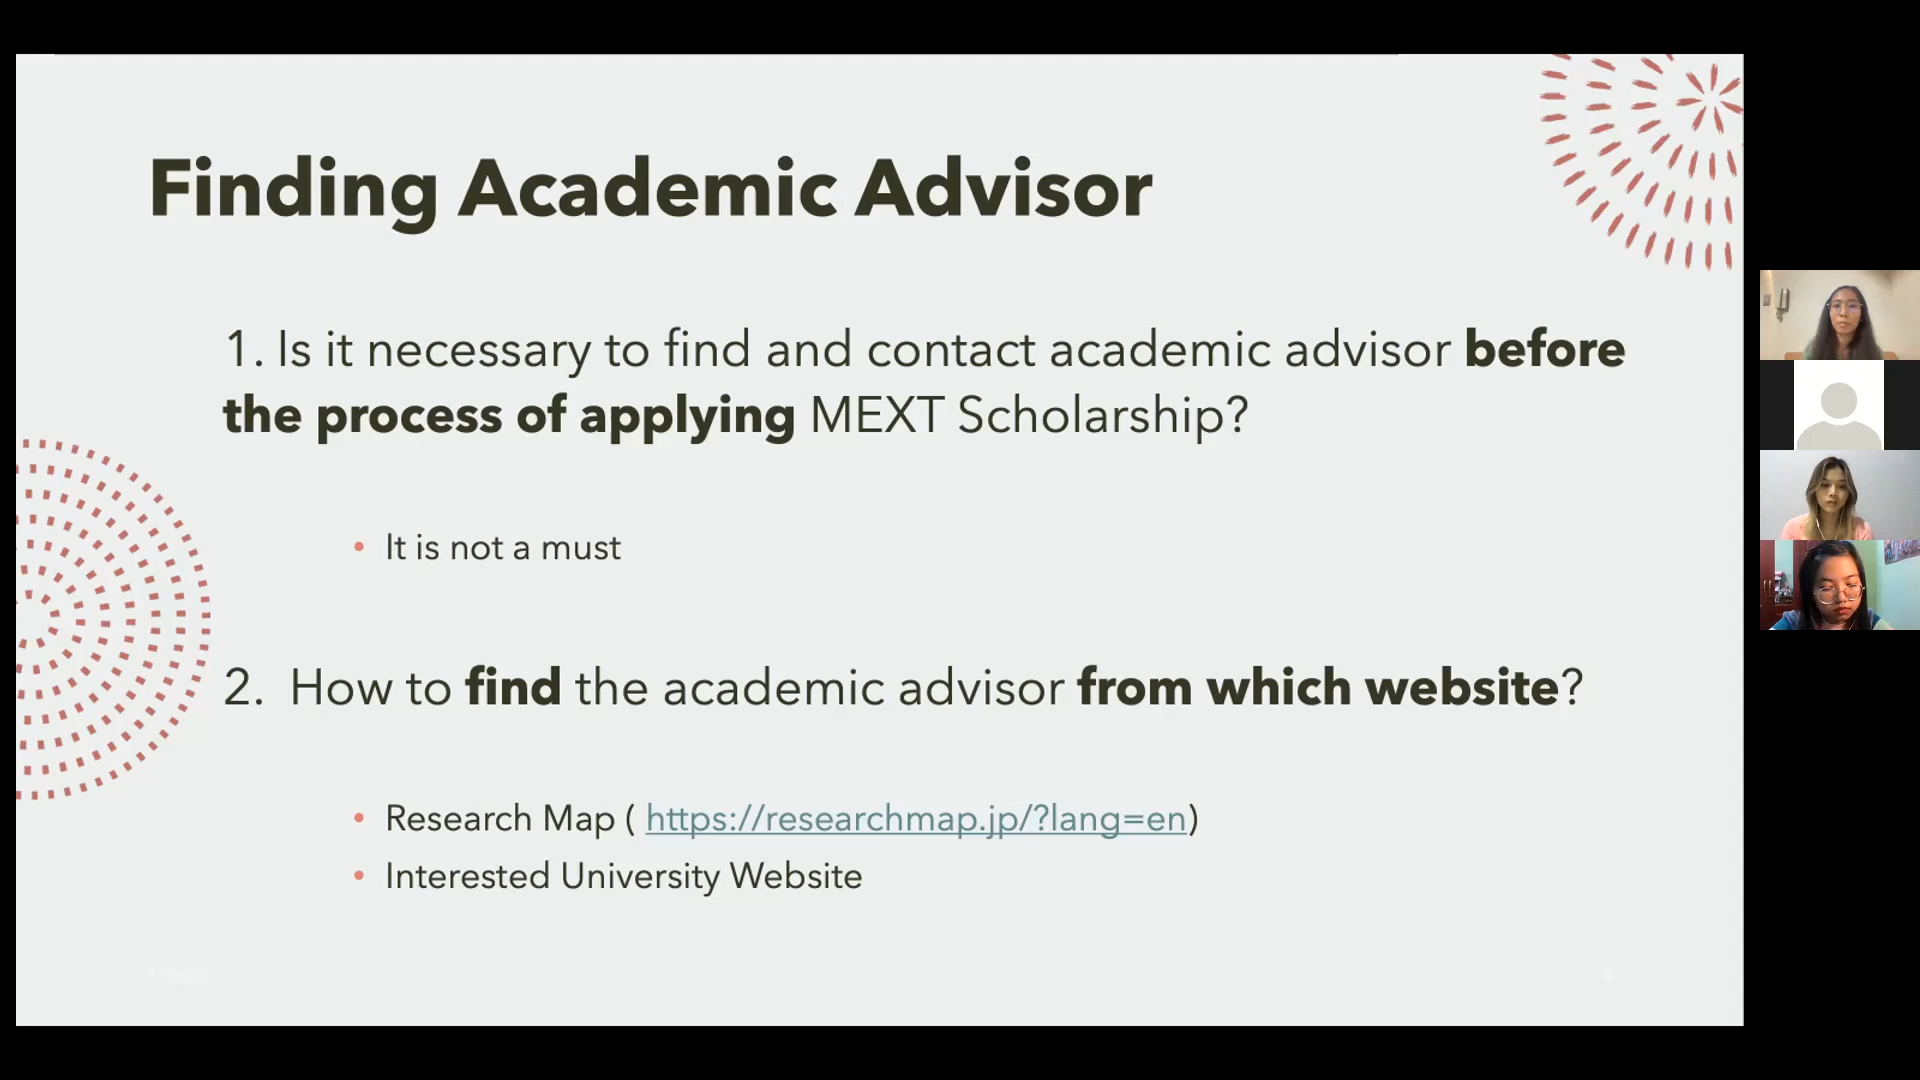 Finding Academic Advisor
1. Is it necessary to find and contact academic advisor before
the process of applying MEXT Scholarship?
• It is not a must
2. How to find the academic advisor from which website?
• Research Map ( https://researchmap.jp/?lang=en)
• Interested University Website